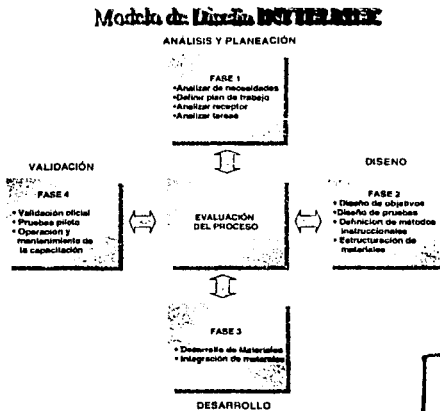 Modelo de Diseño
ANÁLISIS Y PLANEACIÓN
FASE 1
•Analizar de necesidades
•Definir plan de trabajo
•Analizar receptor
•Analizar tareas
VALIDACIÓN
FASE 4
• Validación oficial
• Pruebas piloto
• Operación y
mantenimiento de
la capacitación
EVALUACIÓN
DEL PROCESO
DISENO
FASE 2
•Diseño de objetivos
•Diseño de pruebas
•Definicion de métodos
instruccionales
•Estructuración de
materiales
FASE 3
• Desarrollo de Materiales
• Integración de materiales
DESARROLLO